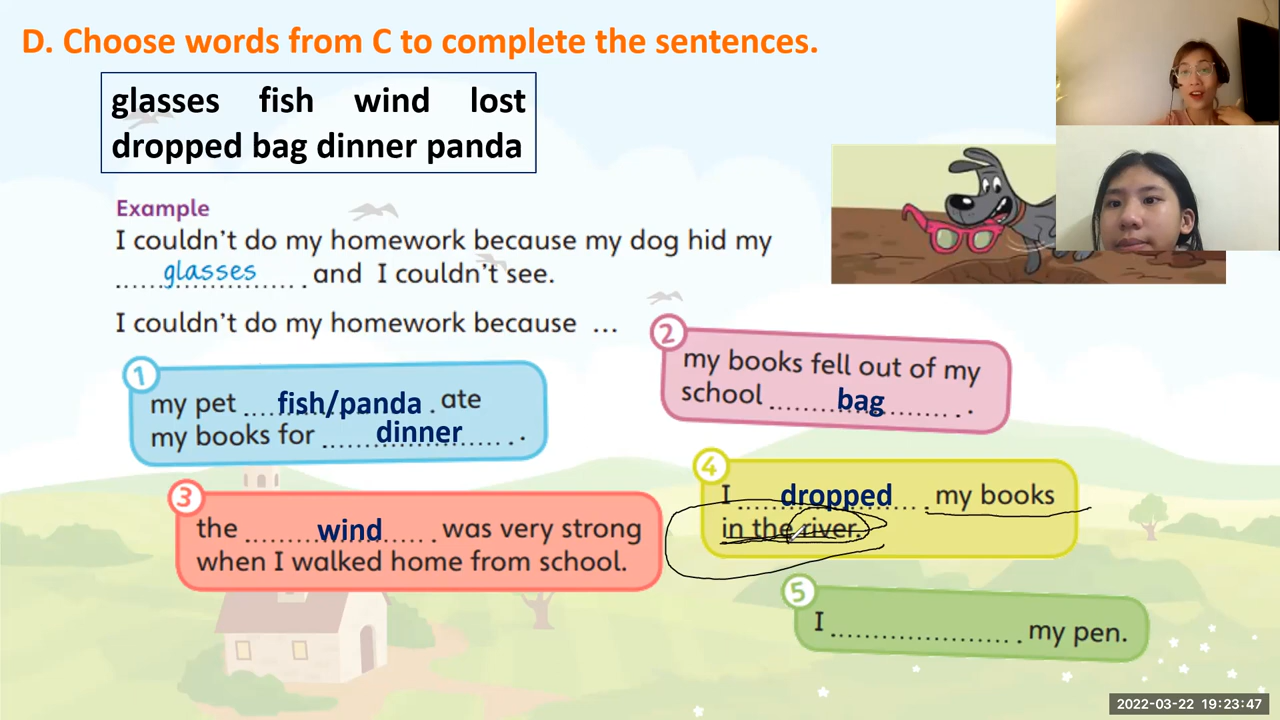 D. Choose words from C to complete the sentences.
glasses fish wind lost
dropped bag dinner panda
Example
I couldn't do my homework because my dog hid my
glasses and I couldn't see.
I couldn't do my homework because ...
1
my pet fish/panda ate
my books for dinner.
2
my books fell out of my
school bag.
3
the wind was very strong
when I walked home from school.
4
I dropped my books
in the river.
5
I .................... my pen.
2022-03-22 19:23:47